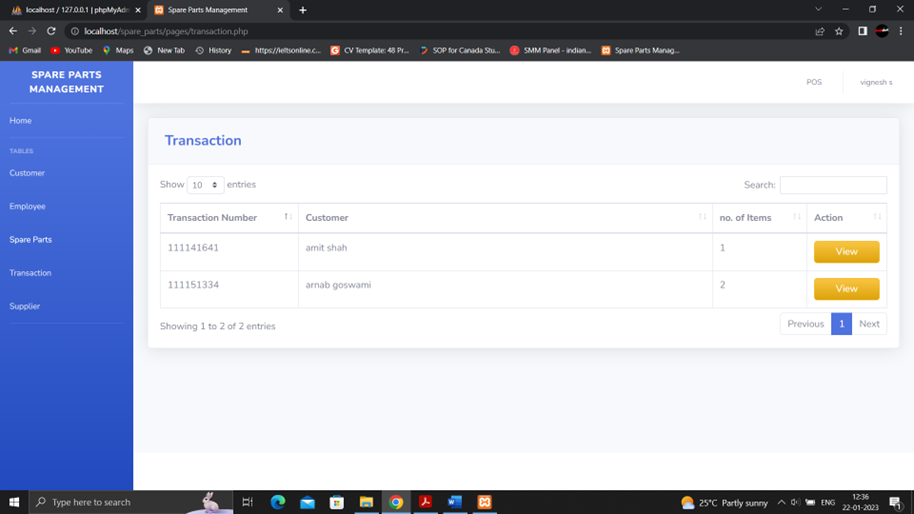 localhost / 127.0.0.1 | phpMyAdm
Spare Parts Management
localhost/spare_parts/pages/transaction.php
Gmail YouTube Maps New Tab History https://ieltsonline.c... CV Template: 48 Pr... SOP for Canada Stu... SMM Panel - indian... Spare Parts Manag...
SPARE PARTS
MANAGEMENT
POS vignesh s
Home
TABLES
Customer
Employee
Spare Parts
Transaction
Supplier
Transaction
Show 10 entries Search:
Transaction Number Customer no. of Items Action
111141641 amit shah 1 View
111151334 arnab goswami 2 View
Showing 1 to 2 of 2 entries Previous 1 Next
Type here to search
25°C Partly sunny ENG 12:36
22-01-2023
1